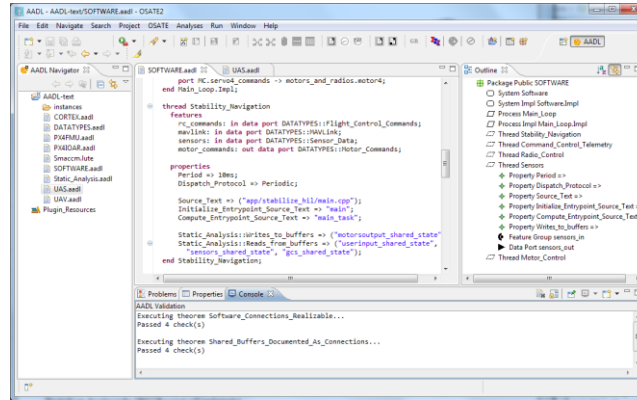 AADL - AADL-text/SOFTWARE.aadl - OSATE2
File Edit Navigate Search Project OSATE Analyses Run Window Help
AADL
AADL Navigator
AADL-text
instances
CORTEX.aadl
DATATYPES.aadl
PX4FMU.aadl
PX4IOAR.aadl
Smaccm.lute
SOFTWARE.aadl
Static_Analysis.aadl
UAS.aadl
UAV.aadl
Plugin_Resources
SOFTWARE.aadl UAS.aadl
port MC.servo4_commands -> motors_and_radios.motor4;
end Main_Loop.Impl;
thread Stability_Navigation
features
rc_commands: in data port DATATYPES::Flight_Control_Commands;
mavlink: in data port DATATYPES::MAVLink;
sensors: in data port DATATYPES::Sensor_Data;
motor_commands: out data port DATATYPES::Motor_Commands;
properties
Period => 10ms;
Dispatch_Protocol => Periodic;
Source_Text => ("app/stabilize_hil/main.cpp");
Initialize_Entrypoint_Source_Text => "main";
Compute_Entrypoint_Source_Text => "main_task";
Static_Analysis::Writes_to_buffers => ("motorsoutput_shared_state"
Static_Analysis::Reads_from_buffers => ("userinput_shared_state",
"sensors_shared_state", "gcs_shared_state");
end Stability_Navigation;
Outline
Package Public SOFTWARE
System Software
System Impl Software.Impl
Process Main_Loop
Process Impl Main_Loop.Impl
Thread Stability_Navigation
Thread Command_Control_Telemetry
Thread Radio_Control
Thread Sensors
Property Period =>
Property Dispatch_Protocol =>
Property Source_Text =>
Property Initialize_Entrypoint_Source_Text =
Property Compute_Entrypoint_Source_Text
Property Writes_to_buffers =>
Feature Group sensors_in
Data Port sensors_out
Thread Motor_Control
Problems Properties Console
AADL Validation
Executing theorem Software_Connections_Realizable...
Passed 4 check(s)
Executing theorem Shared_Buffers_Documented_As_Connections...
Passed 4 check(s)